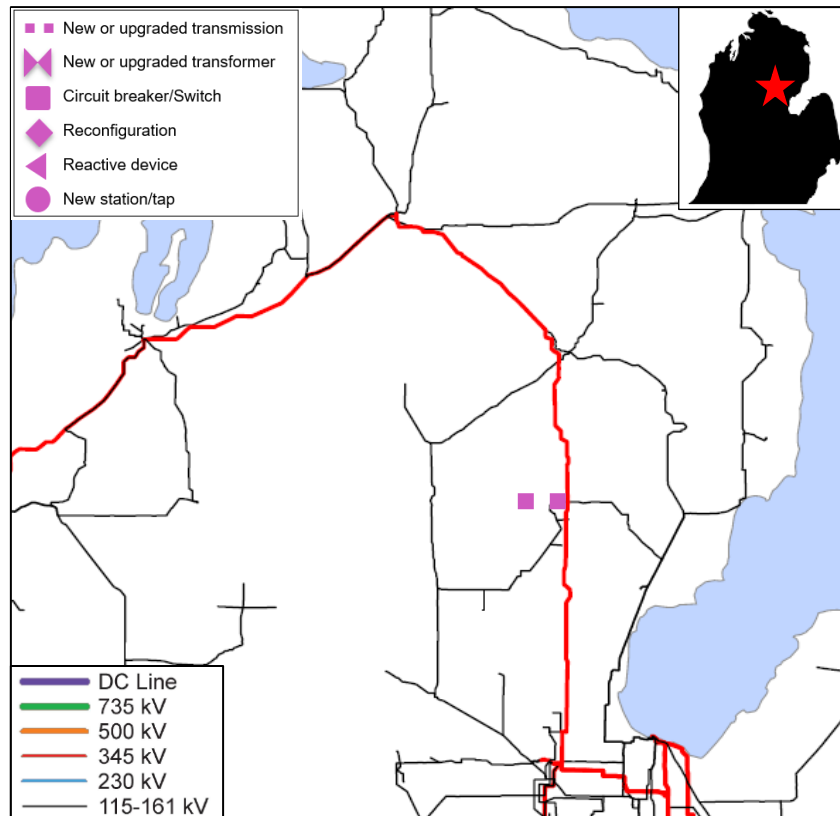 New or upgraded transmission
New or upgraded transformer
Circuit breaker/Switch
Reconfiguration
Reactive device
New station/tap
DC Line
735 kV
500 kV
345 kV
230 kV
115-161 kV